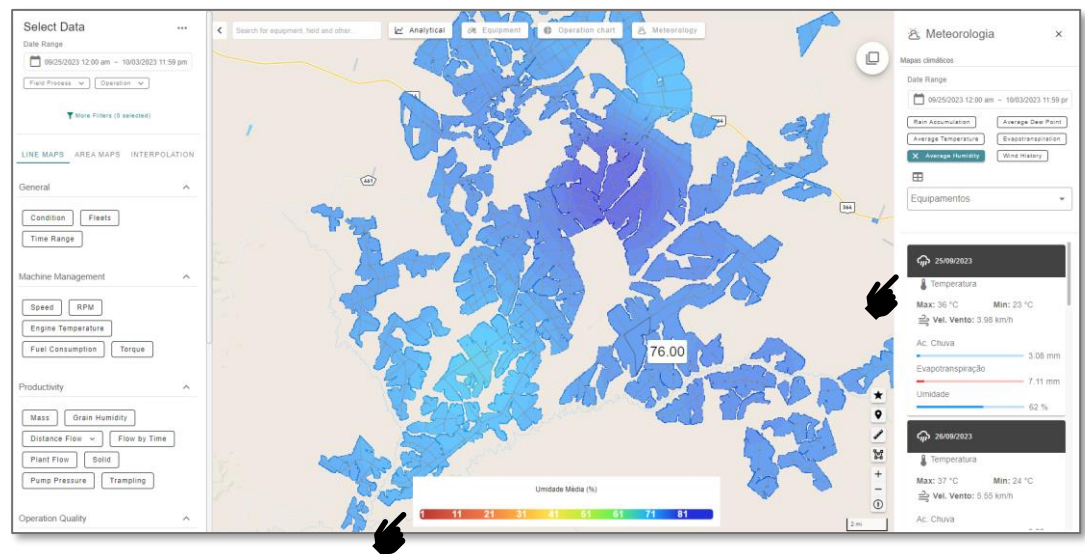 Select Data
Date Range
09/25/2023 12:00 am – 10/03/2023 11:59 pm
Field Process
Operation
More Filters (5 selected)
LINE MAPS
AREA MAPS
INTERPOLATION
General
Condition
Fleets
Time Range
Machine Management
Speed
RPM
Engine Temperature
Fuel Consumption
Torque
Productivity
Mass
Grain Humidity
Distance Flow
Flow by Time
Plant Flow
Solid
Pump Pressure
Trampling
Operation Quality
Search for equipment, field and other...
Analytical
Equipment
Operation chart
Meteorology
364
76.00
Umidade Média (%)
1 11 21 31 41 51 61 71 81
2 mi
Meteorologia
Mapas climáticos
Date Range
09/25/2023 12:00 am – 10/03/2023 11:59 pr
Rain Accumulation
Average Dew Point
Average Temperature
Evapotranspiration
Average Humidity
Wind History
Equipamentos
25/09/2023
Temperatura
Max: 36 °C Min: 23 °C
Vel. Vento: 3.98 km/h
Ac. Chuva
3.08 mm
Evapotranspiração
7.11 mm
Umidade
62 %
26/09/2023
Temperatura
Max: 37 °C Min: 24 °C
Vel. Vento: 5.55 km/h
Ac. Chuva